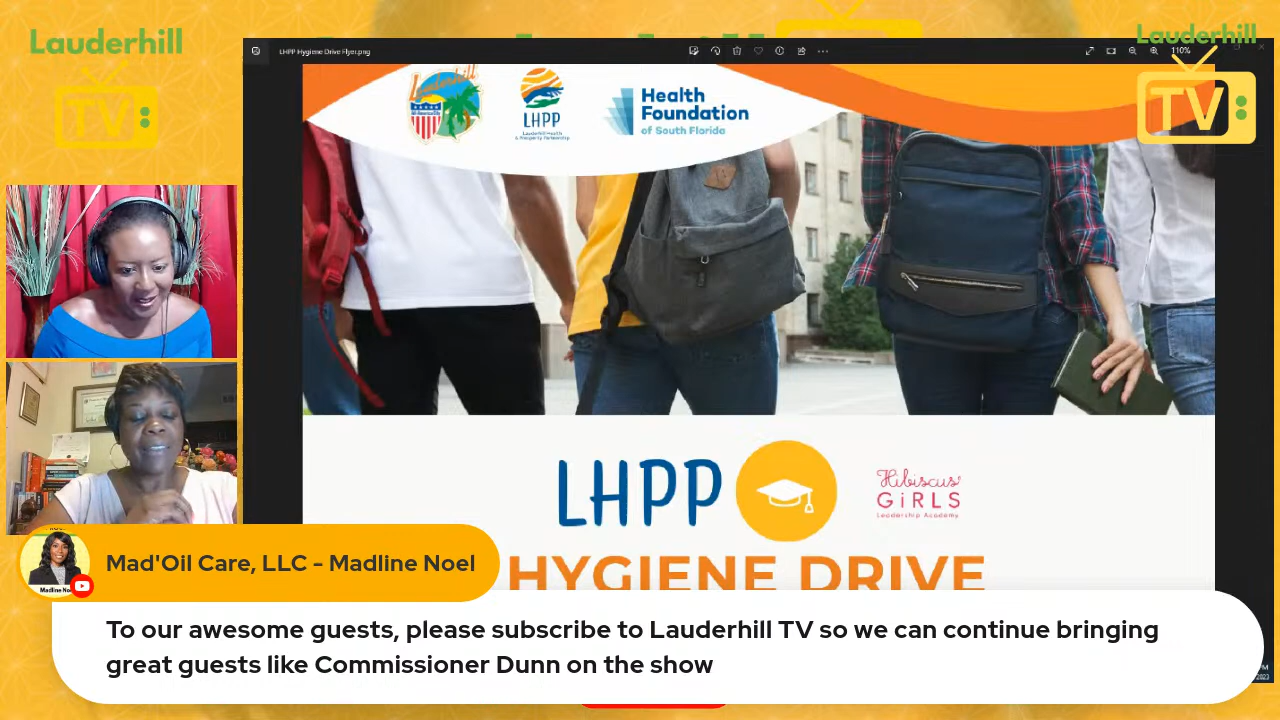 Lauderhill
TV
LHPP Hygiene Drive Flyer.png
110%
Lauderhill
TV
Lauderhill
LHPP
Health
Foundation
of South Florida
LHPP
Hibiscus
GiRLS
Leadership Academy
HYGIENE DRIVE
Mad'Oil Care, LLC - Madline Noel
To our awesome guests, please subscribe to Lauderhill TV so we can continue bringing
great guests like Commissioner Dunn on the show
2023